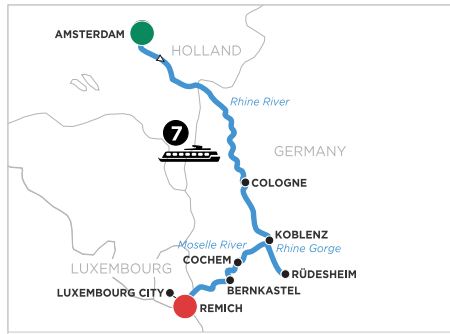 AMSTERDAM
HOLLAND
Rhine River
7
GERMANY
COLOGNE
KOBLENZ
Moselle River
Rhine Gorge
COCHEM
LUXEMBOURG
RÜDESHEIM
BERNKASTEL
LUXEMBOURG CITY
REMICH